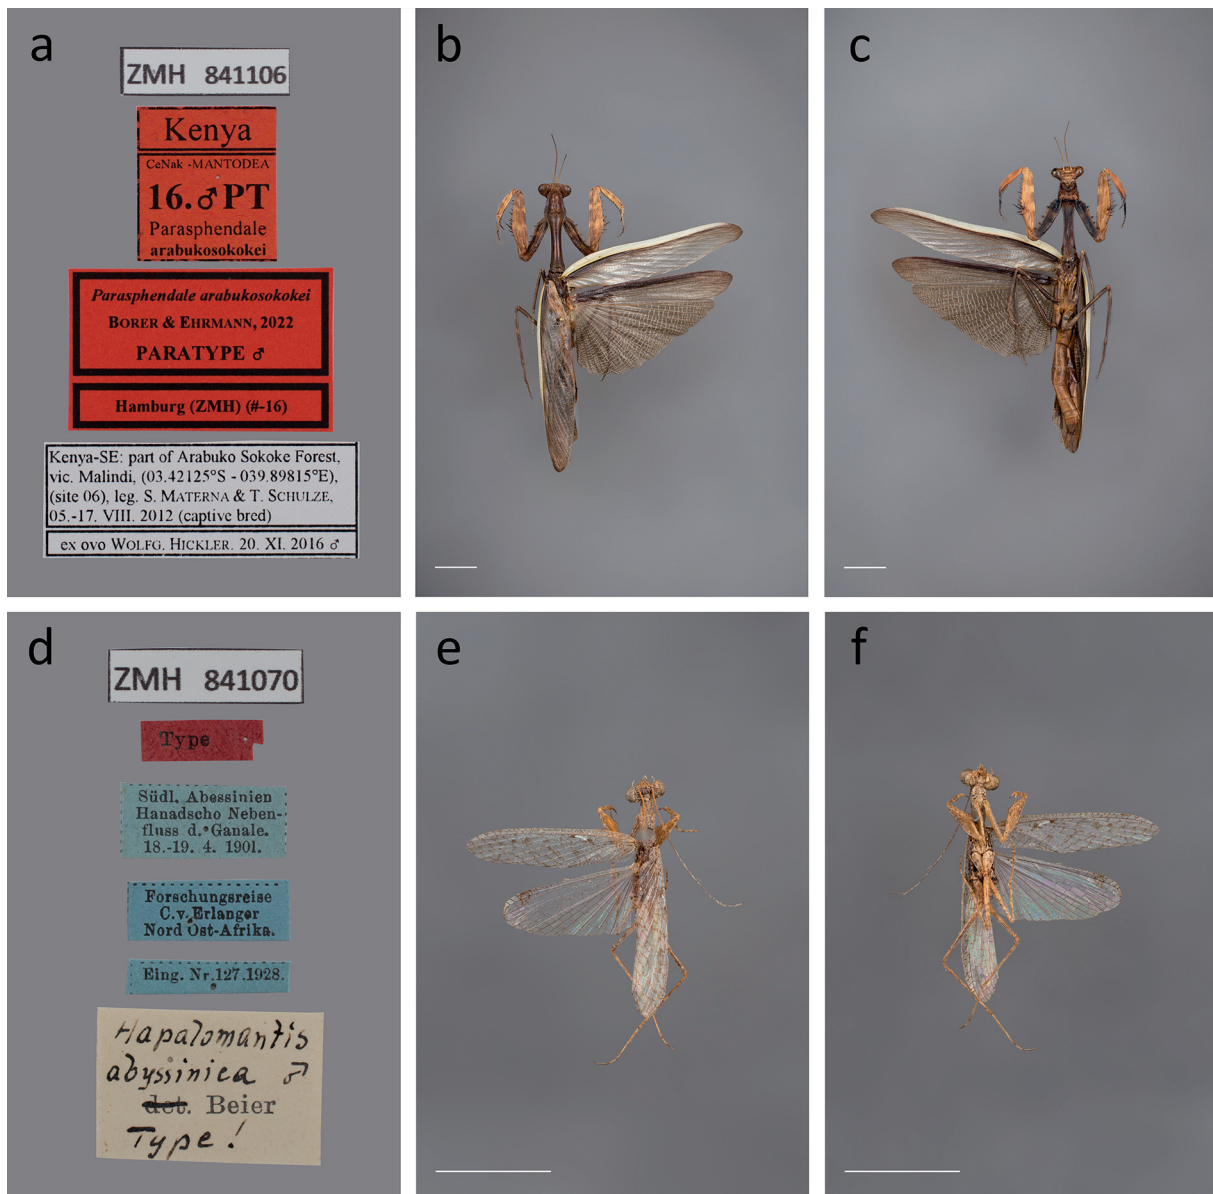 a
ZMH 841106
Kenya
CeNak -MANTODEA
16.♂PT
Parasphendale
arabukosokokei
Parasphendale arabukosokokei
BORER & EHRMANN, 2022
PARATYPE ♂
Hamburg (ZMH) (#-16)
Kenya-SE: part of Arabuko Sokoke Forest,
vic. Malindi, (03.42125°S - 039.89815°E),
(site 06), leg. S. MATERNA & T. SCHULZE,
05.-17. VIII. 2012 (captive bred)
ex ovo WOLFG. HICKLER. 20. XI. 2016 ♂
b
c
d
ZMH 841070
Type
Südl. Abessinien
Hanadscho Neben-
fluss d. Ganale.
18.-19. 4. 1901.
Forschungsreise
C.v. Erlanger
Nord Ost-Afrika.
Eing. Nr. 127.1928.
Hapalomantis
abyssinica ♂
det. Beier
Type!
e
f